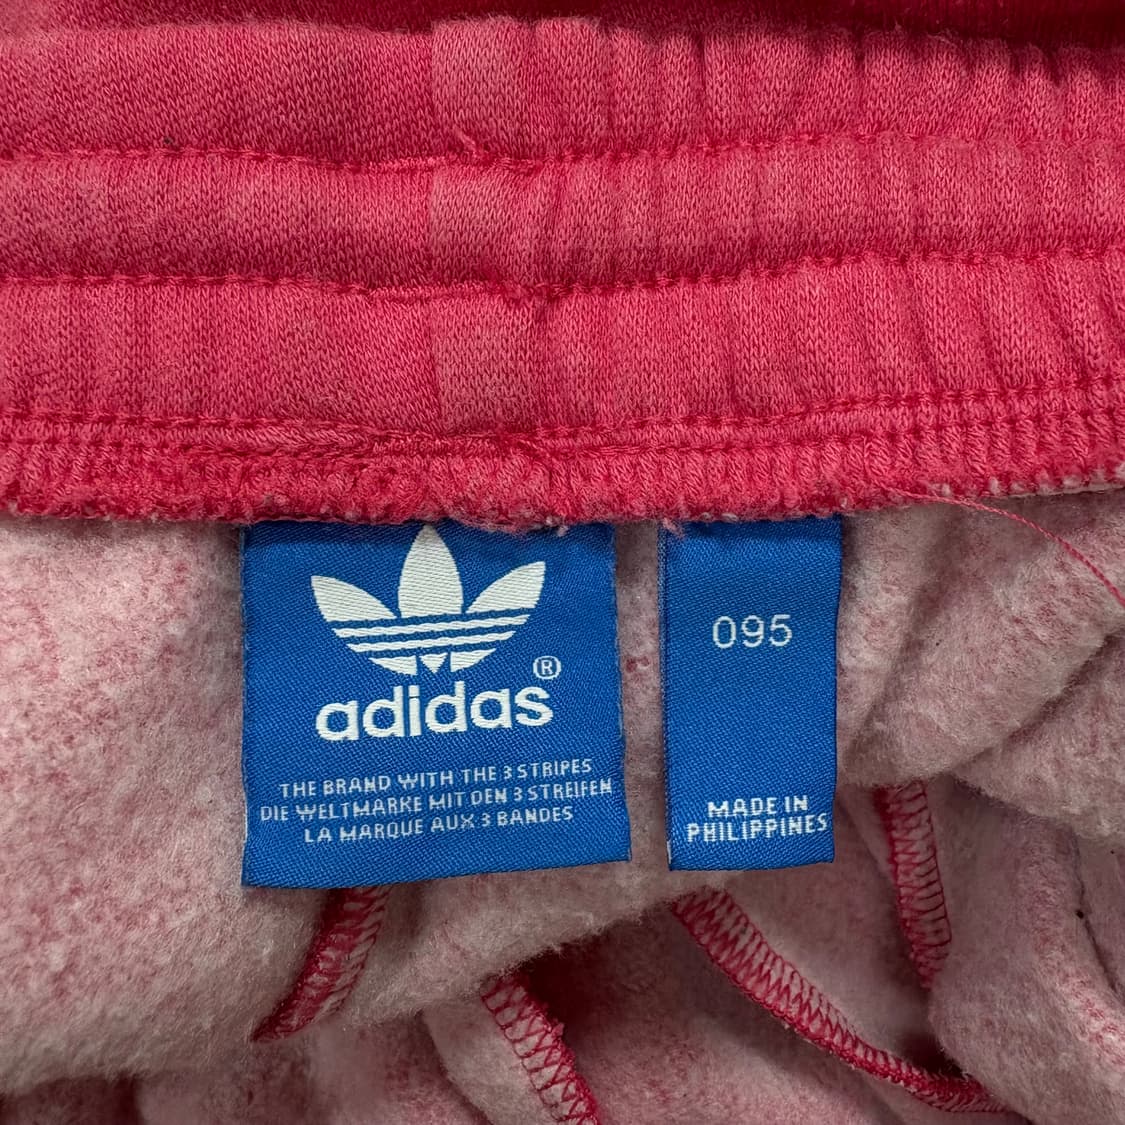 adidas®
THE BRAND WITH THE 3 STRIPES
DIE WELTMARKE MIT DEN 3 STREIFEN
LA MARQUE AUX 3 BANDES
095
MADE IN
PHILIPPINES